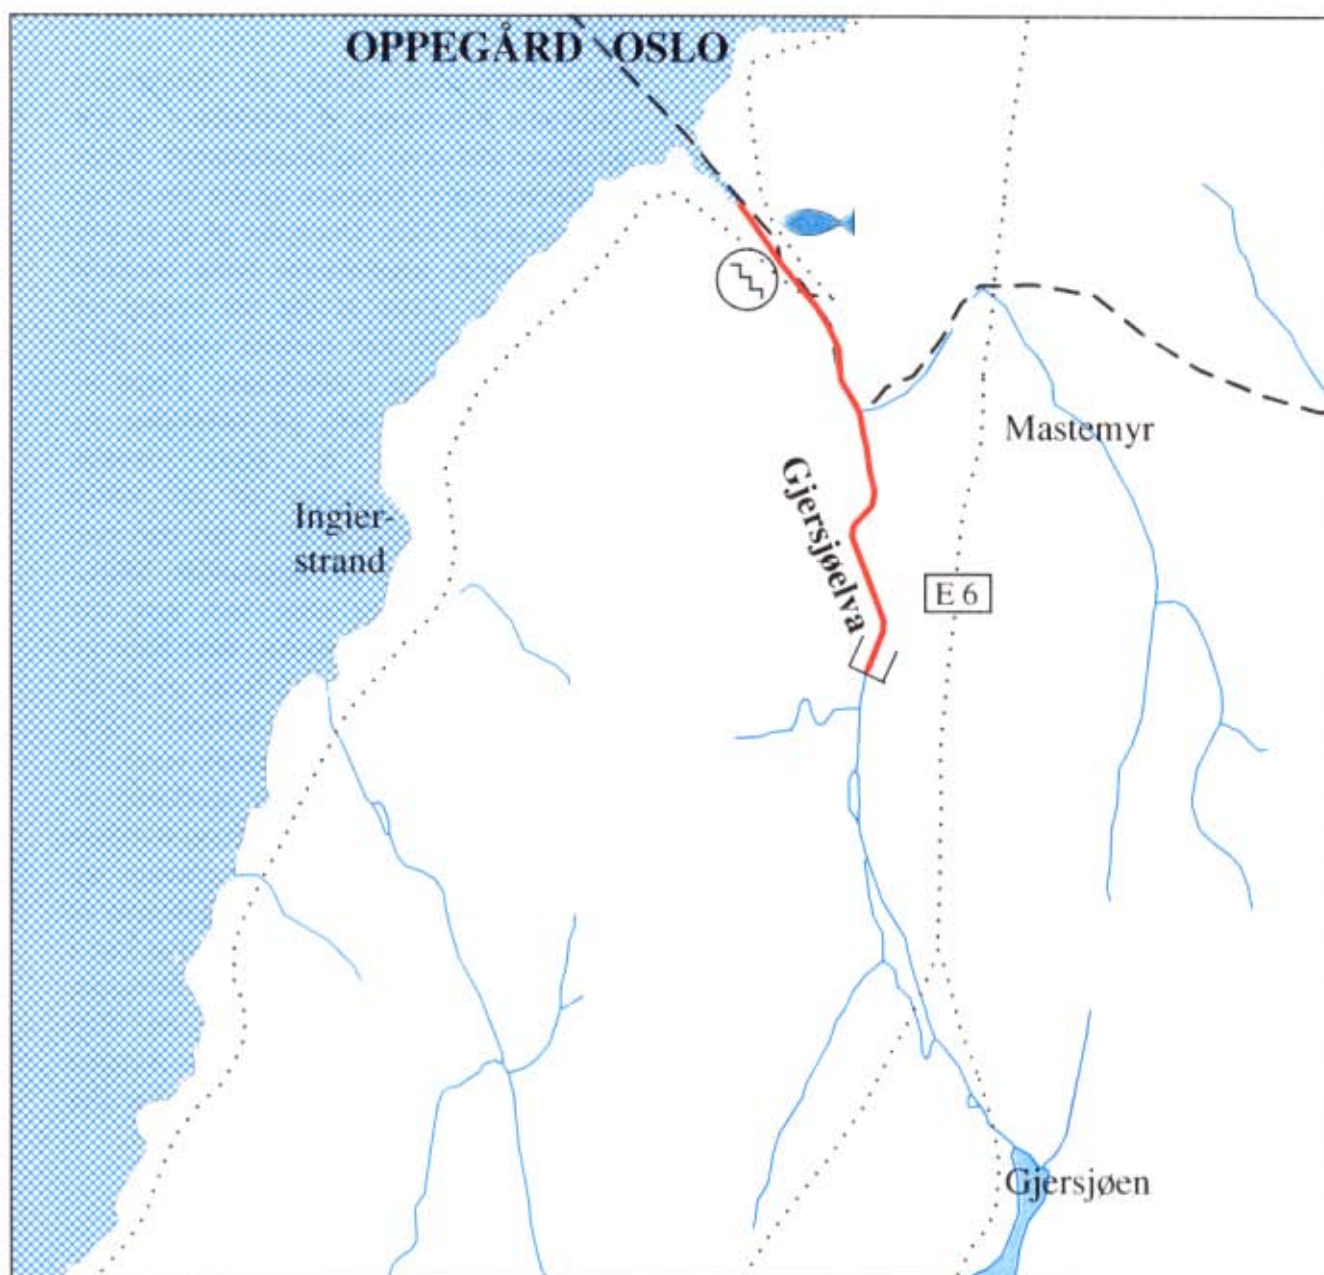 OPPEGÅRD OSLO
Mastemyr
Gjersjøelva
Ingier-
strand
E 6
Gjersjøen